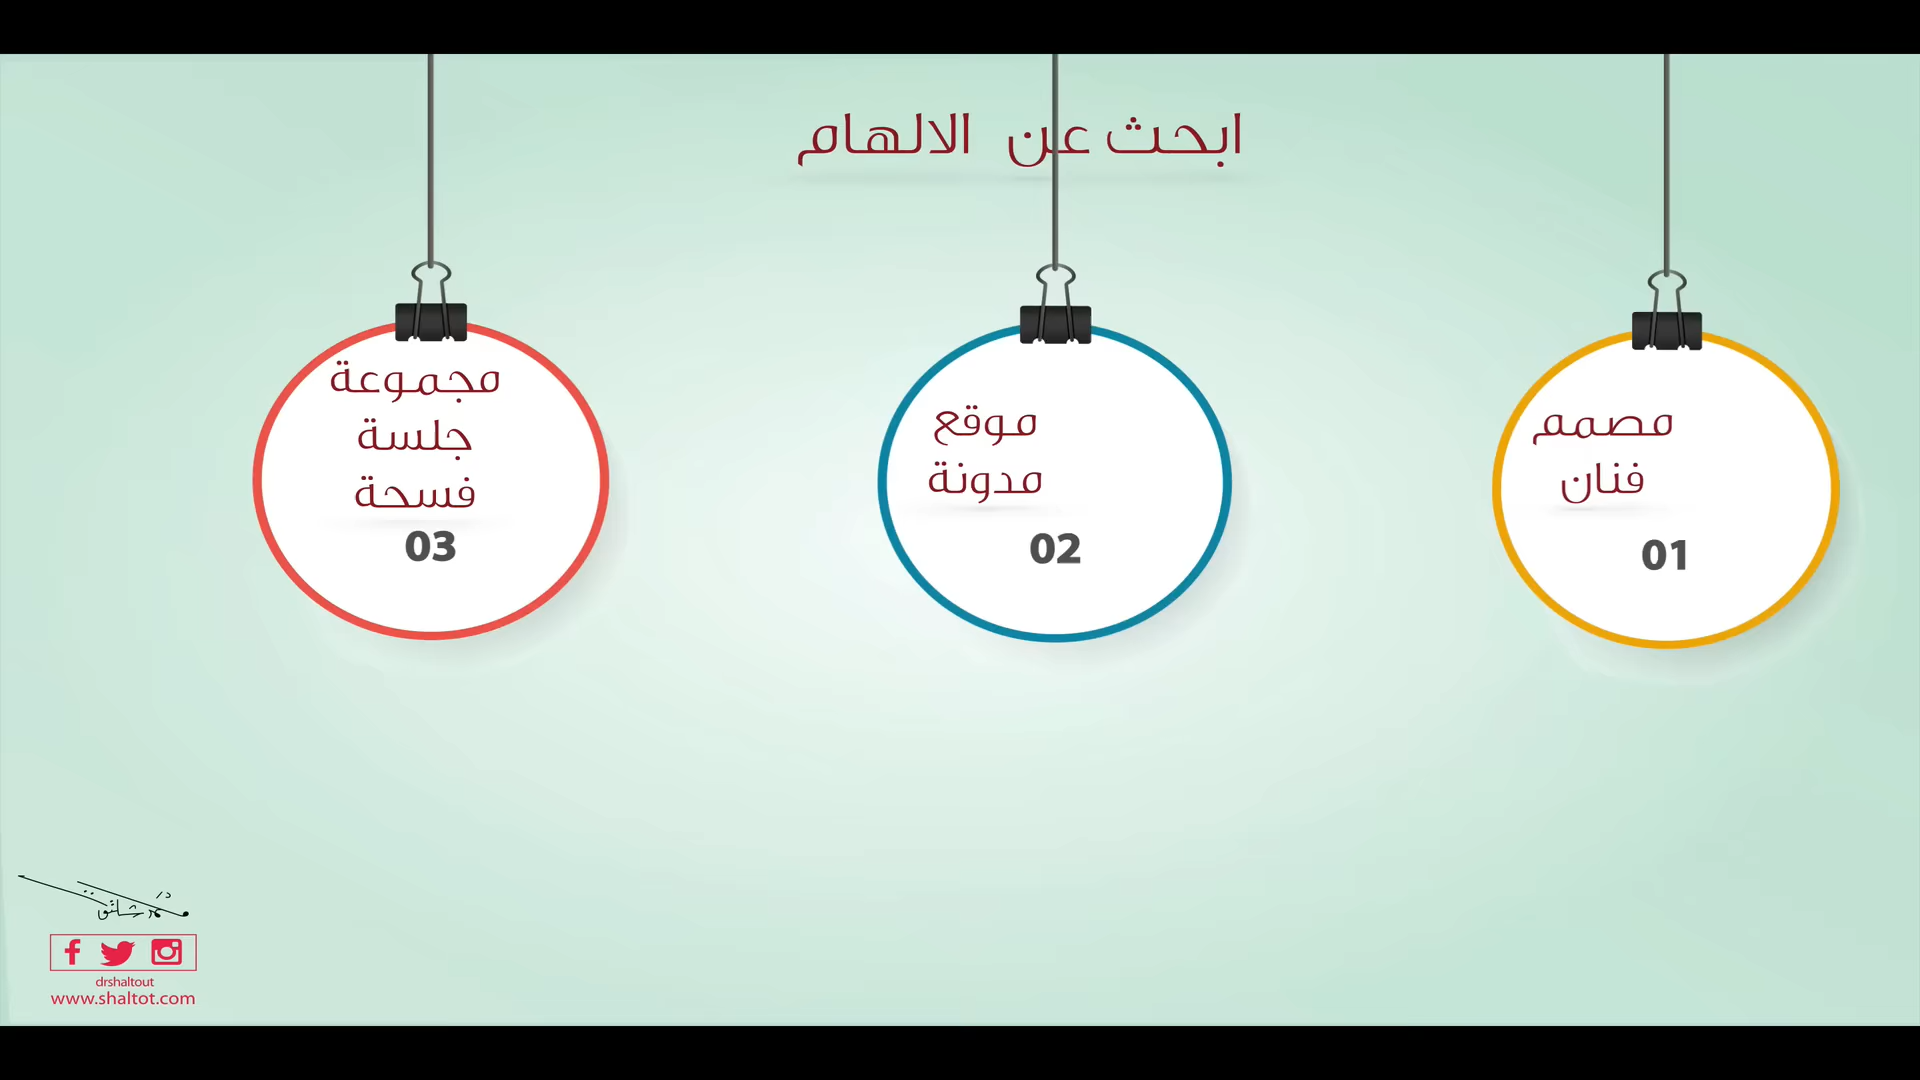 ابحث عن الالهام
مصمم
فنان
01
موقع
مدونة
02
مجموعة
جلسة
فسحة
03
drshaltout
www.shaltot.com